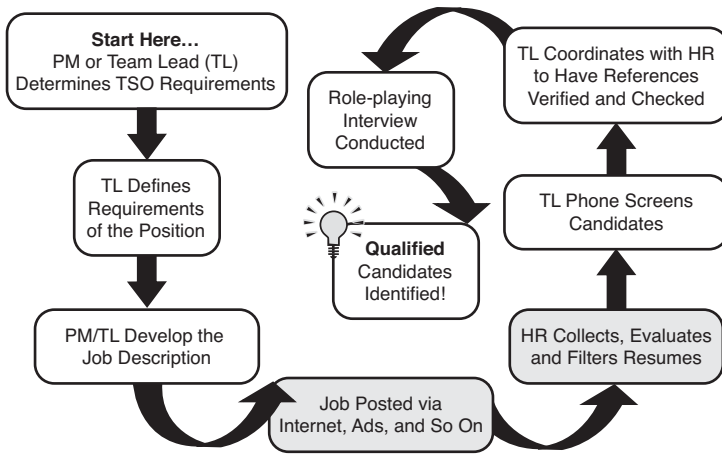 Start Here…
PM or Team Lead (TL)
Determines TSO Requirements
TL Defines
Requirements
of the Position
PM/TL Develop the
Job Description
Job Posted via
Internet, Ads, and So On
HR Collects, Evaluates
and Filters Resumes
TL Phone Screens
Candidates
TL Coordinates with HR
to Have References
Verified and Checked
Role-playing
Interview
Conducted
Qualified
Candidates
Identified!